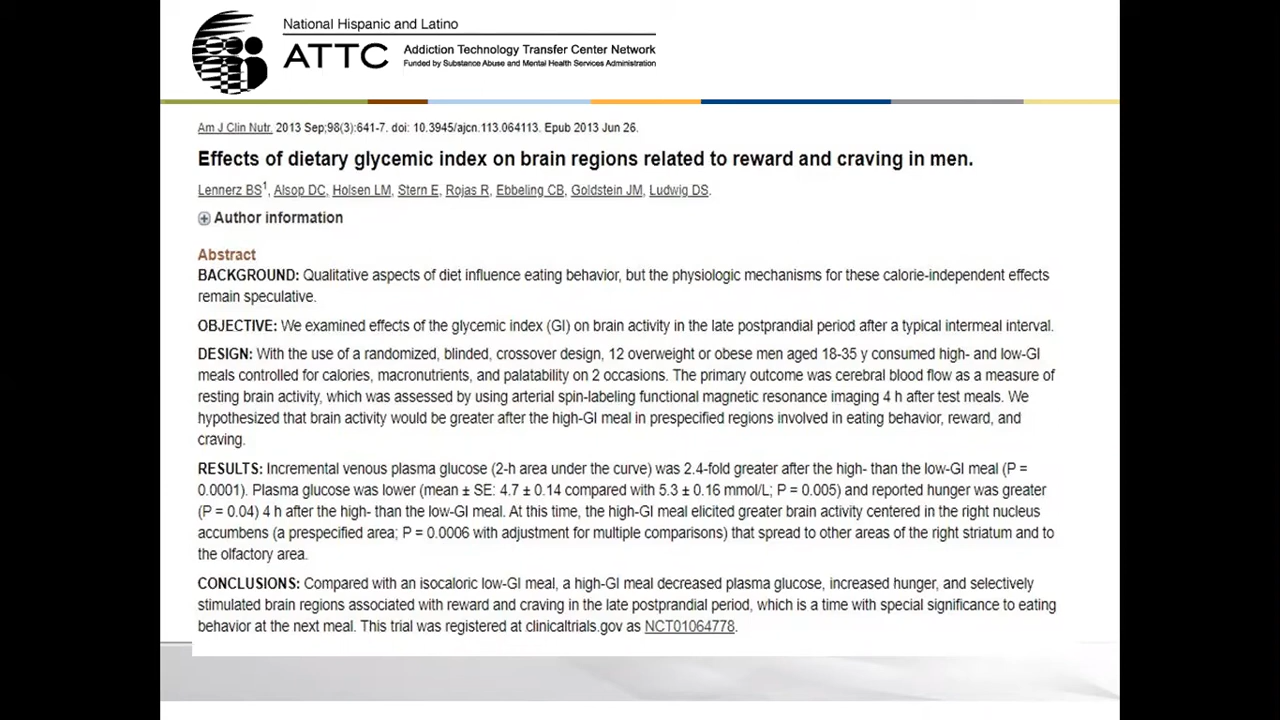 National Hispanic and Latino
ATTC
Addiction Technology Transfer Center Network
Funded by Substance Abuse and Mental Health Services Administration
Am J Clin Nutr. 2013 Sep;98(3):641-7. doi: 10.3945/ajcn.113.064113. Epub 2013 Jun 26.
Effects of dietary glycemic index on brain regions related to reward and craving in men.
Lennerz BS1, Alsop DC, Holsen LM, Stern E, Rojas R, Ebbeling CB, Goldstein JM, Ludwig DS.
Author information
Abstract
BACKGROUND: Qualitative aspects of diet influence eating behavior, but the physiologic mechanisms for these calorie-independent effects
remain speculative.
OBJECTIVE: We examined effects of the glycemic index (GI) on brain activity in the late postprandial period after a typical intermeal interval.
DESIGN: With the use of a randomized, blinded, crossover design, 12 overweight or obese men aged 18-35 y consumed high- and low-GI
meals controlled for calories, macronutrients, and palatability on 2 occasions. The primary outcome was cerebral blood flow as a measure of
resting brain activity, which was assessed by using arterial spin-labeling functional magnetic resonance imaging 4 h after test meals. We
hypothesized that brain activity would be greater after the high-GI meal in prespecified regions involved in eating behavior, reward, and
craving.
RESULTS: Incremental venous plasma glucose (2-h area under the curve) was 2.4-fold greater after the high- than the low-GI meal (P =
0.0001). Plasma glucose was lower (mean ± SE: 4.7 ± 0.14 compared with 5.3 ± 0.16 mmol/L; P = 0.005) and reported hunger was greater
(P = 0.04) 4 h after the high- than the low-GI meal. At this time, the high-GI meal elicited greater brain activity centered in the right nucleus
accumbens (a prespecified area; P = 0.0006 with adjustment for multiple comparisons) that spread to other areas of the right striatum and to
the olfactory area.
CONCLUSIONS: Compared with an isocaloric low-GI meal, a high-GI meal decreased plasma glucose, increased hunger, and selectively
stimulated brain regions associated with reward and craving in the late postprandial period, which is a time with special significance to eating
behavior at the next meal. This trial was registered at clinicaltrials.gov as NCT01064778.